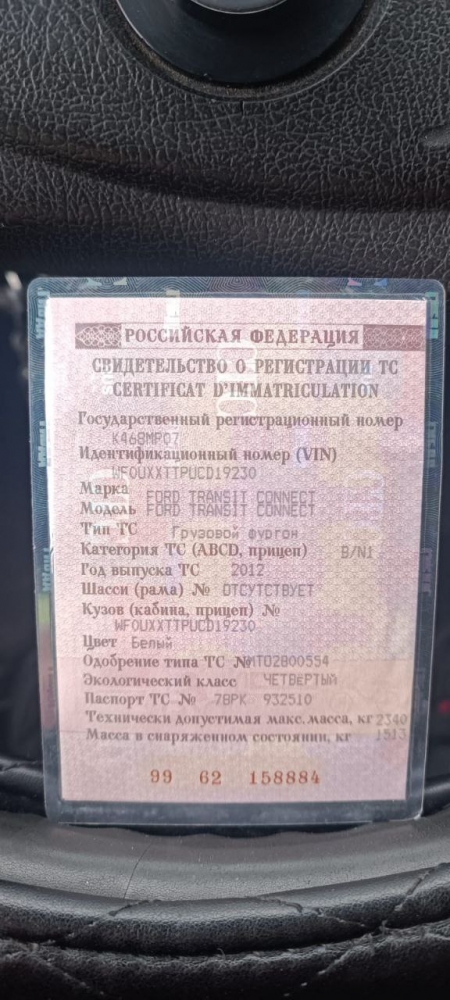 РОССИЙСКАЯ ФЕДЕРАЦИЯ
СВИДЕТЕЛЬСТВО О РЕГИСТРАЦИИ ТС
CERTIFICAT D'IMMATRICULATION
Государственный регистрационный номер
К468МР07
Идентификационный номер (VIN)
WF0UXXTTPUCD19230
Марка FORD TRANSIT CONNECT
Модель FORD TRANSIT CONNECT
Тип ТС Грузовой фургон
Категория ТС (ABCD, прицеп) B/N1
Год выпуска ТС 2012
Шасси (рама) № ОТСУТСТВУЕТ
Кузов (кабина, прицеп) №
WF0UXXTTPUCD19230
Цвет Белый
Одобрение типа ТС №МТ02В00554
Экологический класс ЧЕТВЕРТЫЙ
Паспорт ТС № 78РК 932510
Технически допустимая макс. масса, кг 2340
Масса в снаряженном состоянии, кг 1513
99 62 158884